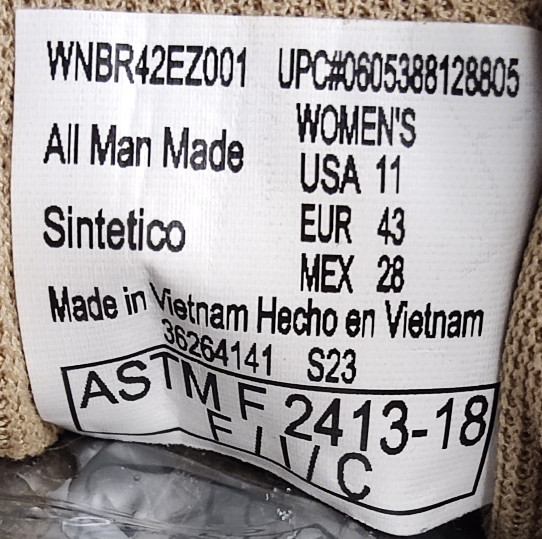 WNBR42EZ001 UPC#0605388128805
WOMEN'S
All Man Made
USA 11
Sintetico
EUR 43
MEX 28
Made in Vietnam Hecho en Vietnam
36264141 S23
ASTM F 2413-18
F/I/C